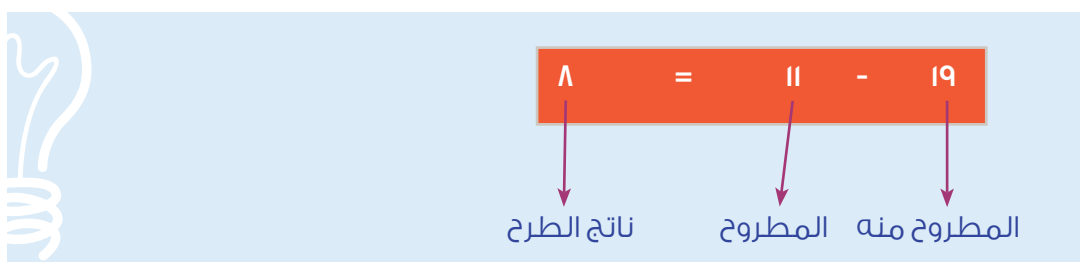 ١٩ - ١١ = ٨
المطروح منه المطروح ناتج الطرح